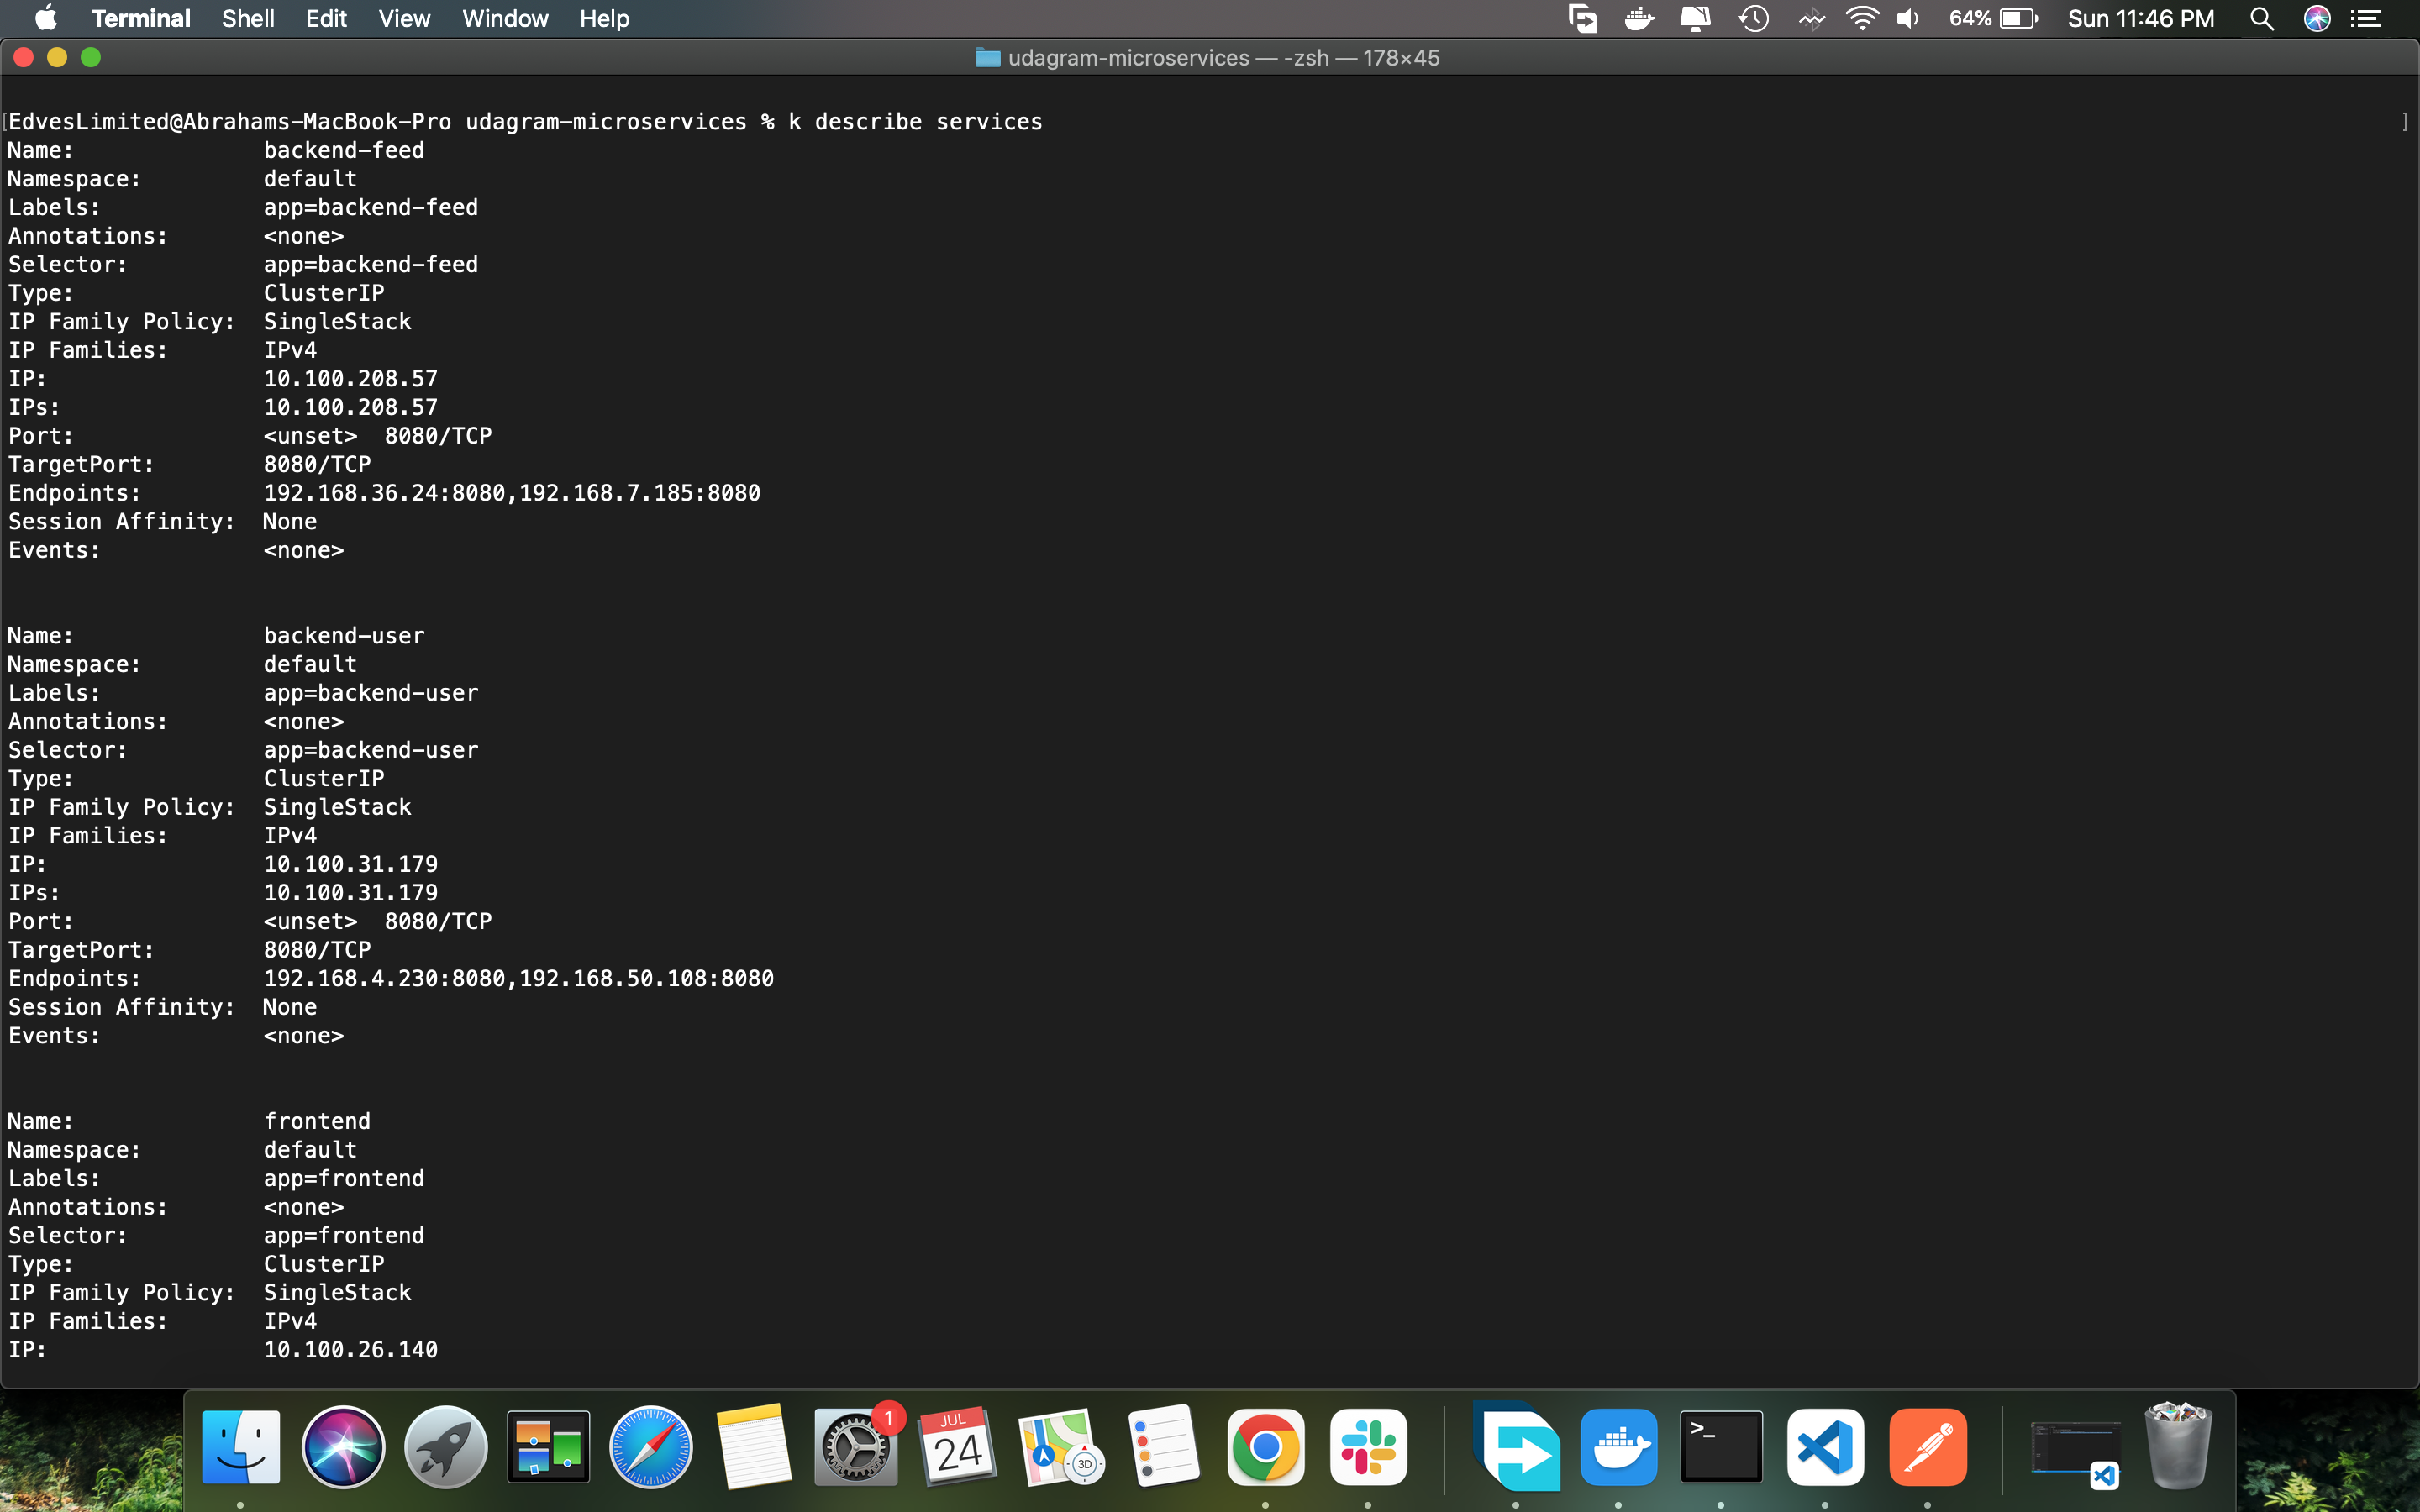 Terminal Shell Edit View Window Help 64% Sun 11:46 PM
udagram-microservices — -zsh — 178×45
[EdvesLimited@Abrahams-MacBook-Pro udagram-microservices % k describe services ]
Name: backend-feed
Namespace: default
Labels: app=backend-feed
Annotations: <none>
Selector: app=backend-feed
Type: ClusterIP
IP Family Policy: SingleStack
IP Families: IPv4
IP: 10.100.208.57
IPs: 10.100.208.57
Port: <unset> 8080/TCP
TargetPort: 8080/TCP
Endpoints: 192.168.36.24:8080,192.168.7.185:8080
Session Affinity: None
Events: <none>
Name: backend-user
Namespace: default
Labels: app=backend-user
Annotations: <none>
Selector: app=backend-user
Type: ClusterIP
IP Family Policy: SingleStack
IP Families: IPv4
IP: 10.100.31.179
IPs: 10.100.31.179
Port: <unset> 8080/TCP
TargetPort: 8080/TCP
Endpoints: 192.168.4.230:8080,192.168.50.108:8080
Session Affinity: None
Events: <none>
Name: frontend
Namespace: default
Labels: app=frontend
Annotations: <none>
Selector: app=frontend
Type: ClusterIP
IP Family Policy: SingleStack
IP Families: IPv4
IP: 10.100.26.140
1
JUL
24
3D
>_